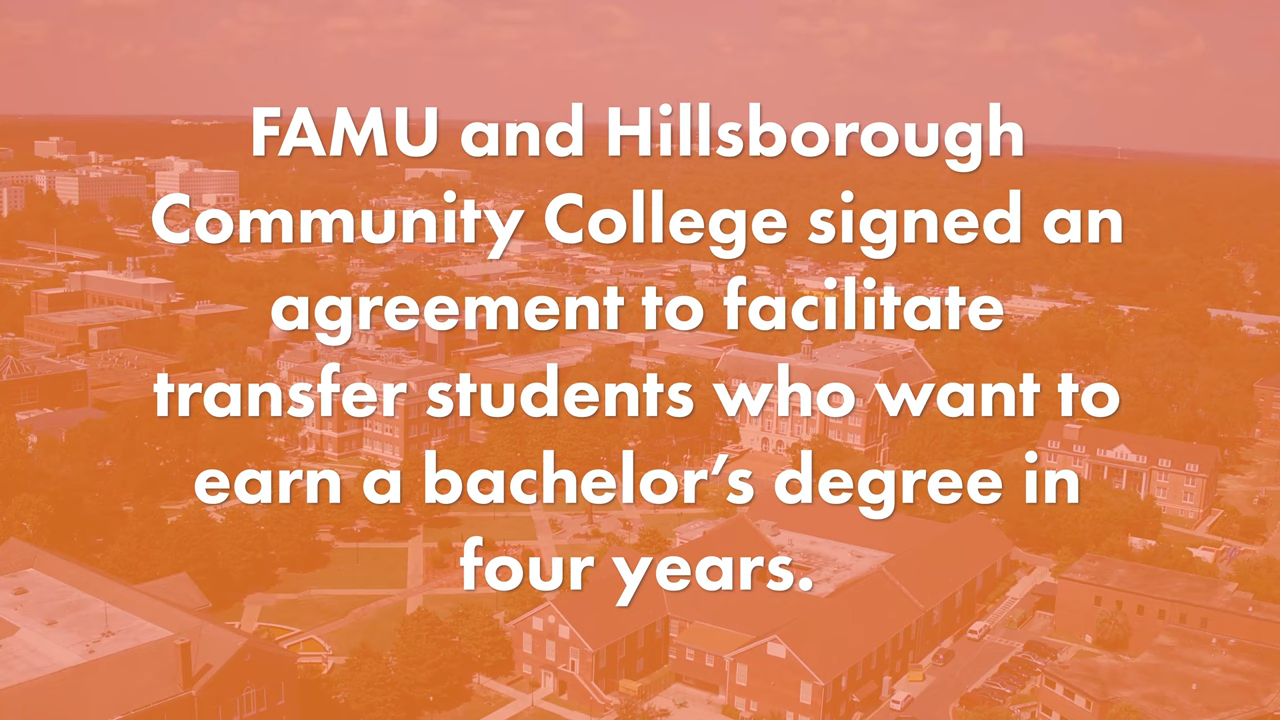 FAMU and Hillsborough
Community College signed an
agreement to facilitate
transfer students who want to
earn a bachelor’s degree in
four years.